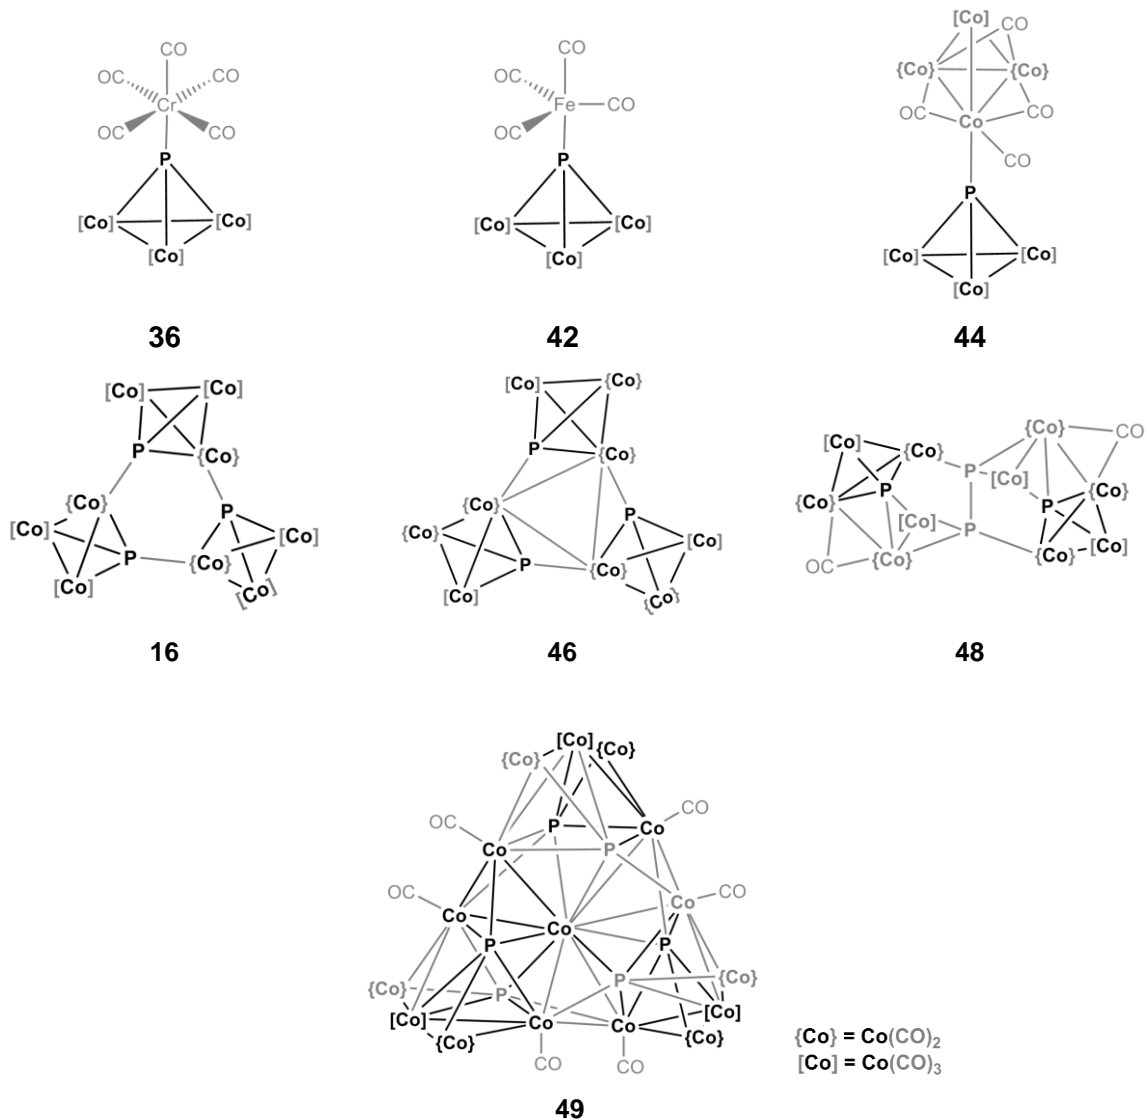 CO [Co]
CO
CO
OC CO OC {Co} {Co}
Cr Fe CO
OC CO OC OC CO
Co
P P CO
P
[Co] [Co] [Co] [Co]
[Co] [Co] [Co] [Co]
[Co]
36 42 44
[Co] [Co] [Co] {Co}
{Co} CO
[Co] {Co}
P {Co} P {Co} P [Co]
P {Co}
{Co} {Co} {Co} P
P P [Co]
[Co] [Co] {Co} [Co] P
P {Co} P {Co} [Co]
OC {Co} {Co}
[Co] [Co] [Co] {Co}
16 46 48
[Co] {Co}
{Co}
OC CO
P Co
Co P
OC CO
Co Co
Co
P P
P {Co}
{Co} P
[Co] Co Co [Co]
{Co} {Co}
CO CO
{Co} = Co(CO)2
[Co] = Co(CO)3
49